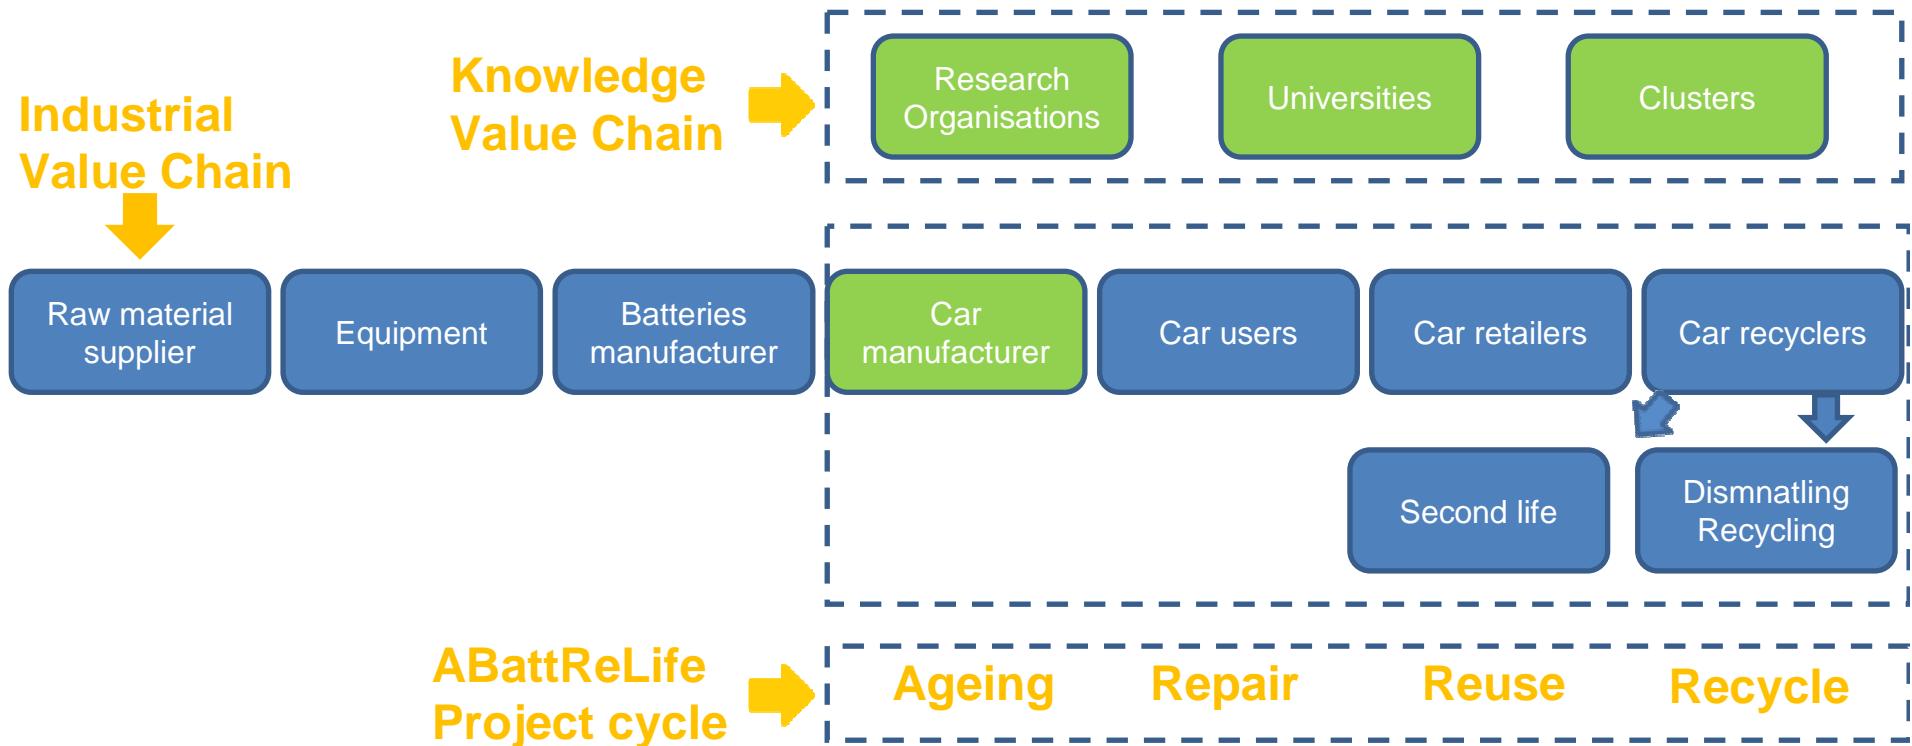 Industrial
Value Chain
Knowledge
Value Chain
Research
Organisations
Universities
Clusters
Raw material
supplier
Equipment
Batteries
manufacturer
Car
manufacturer
Car users
Car retailers
Car recyclers
Second life
Dismnatling
Recycling
ABattReLife
Project cycle
Ageing
Repair
Reuse
Recycle